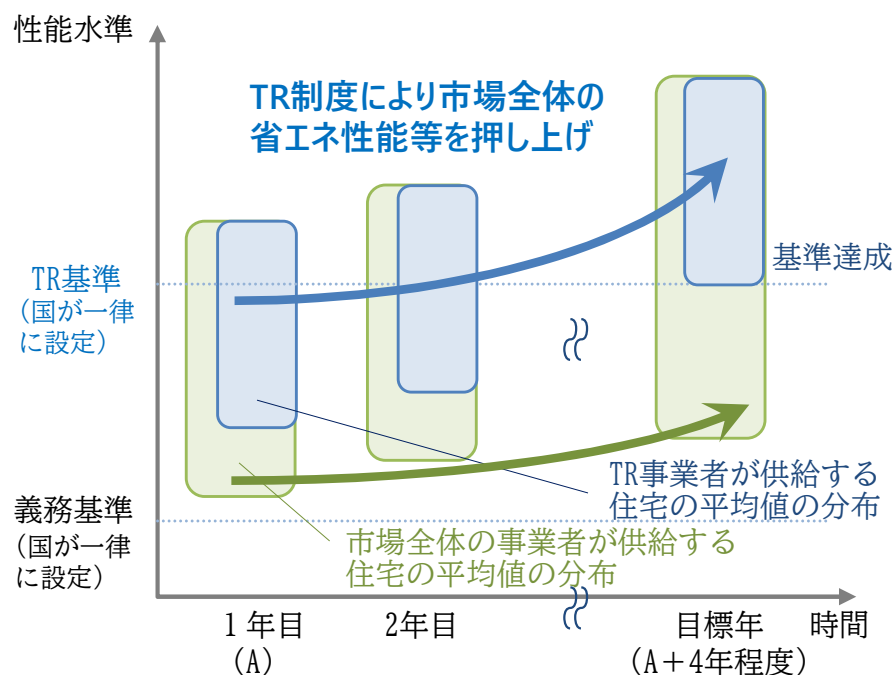 性能水準
TR制度により市場全体の
省エネ性能等を押し上げ
TR基準
(国が一律
に設定)
基準達成
TR事業者が供給する
住宅の平均値の分布
義務基準
(国が一律
に設定)
市場全体の事業者が供給する
住宅の平均値の分布
１年目
(A)
2年目
目標年
(A＋4年程度)
時間